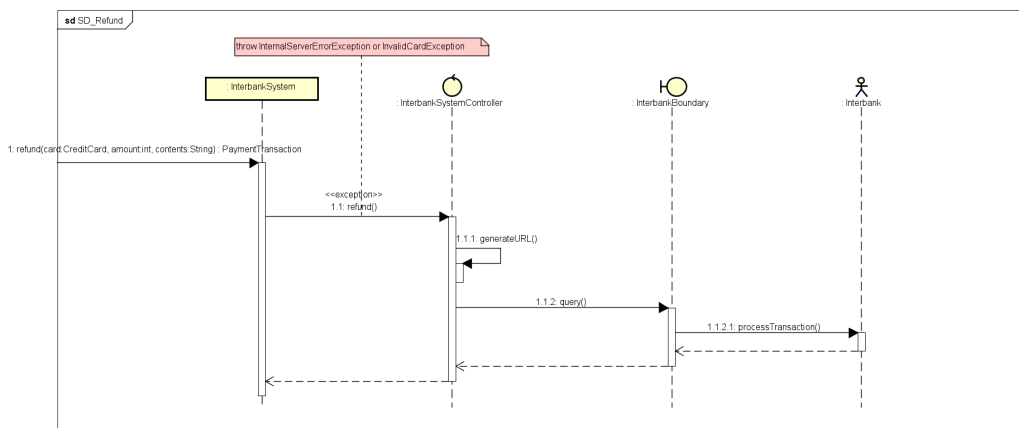 sd SD_Refund
throw InternalServerErrorException or InvalidCardException
: InterbankSystem
: InterbankSystemController
: InterbankBoundary
: Interbank
1: refund(card:CreditCard, amount:int, contents:String) : PaymentTransaction
<<exception>>
1.1: refund()
1.1.1: generateURL()
1.1.2: query()
1.1.2.1: processTransaction()